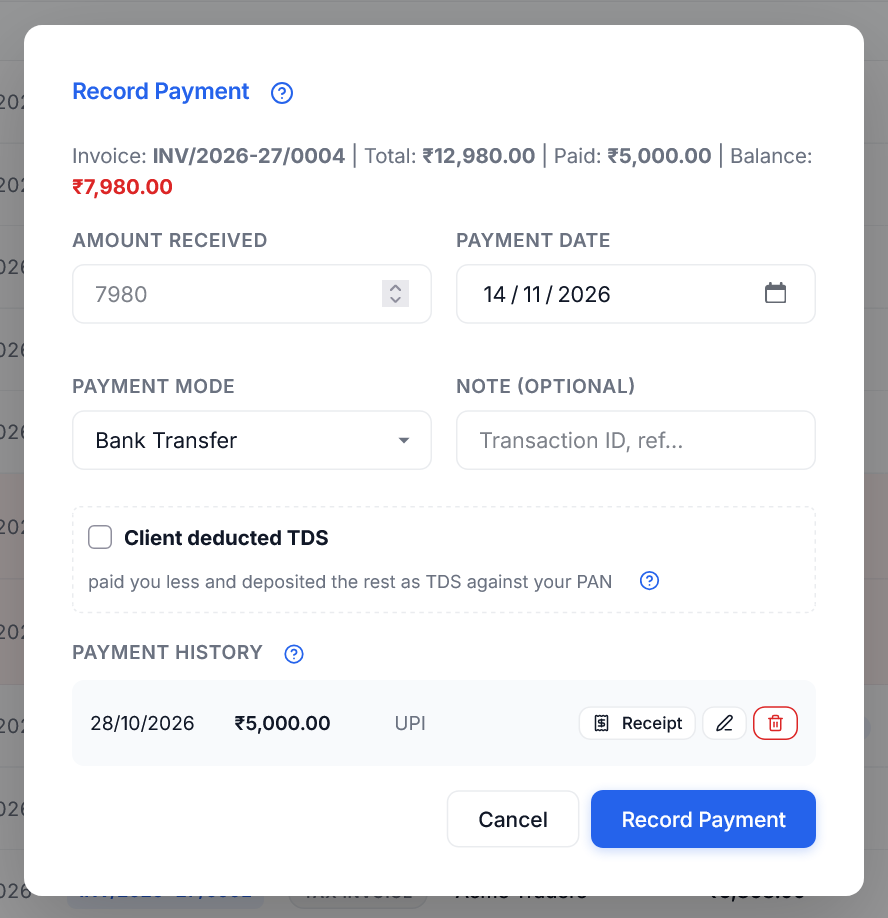 Record Payment
Invoice: INV/2026-27/0004 | Total: ₹12,980.00 | Paid: ₹5,000.00 | Balance:
₹7,980.00
AMOUNT RECEIVED
PAYMENT DATE
7980
14 / 11 / 2026
PAYMENT MODE
NOTE (OPTIONAL)
Bank Transfer
Transaction ID, ref...
Client deducted TDS
paid you less and deposited the rest as TDS against your PAN
PAYMENT HISTORY
28/10/2026 ₹5,000.00 UPI Receipt
Cancel
Record Payment